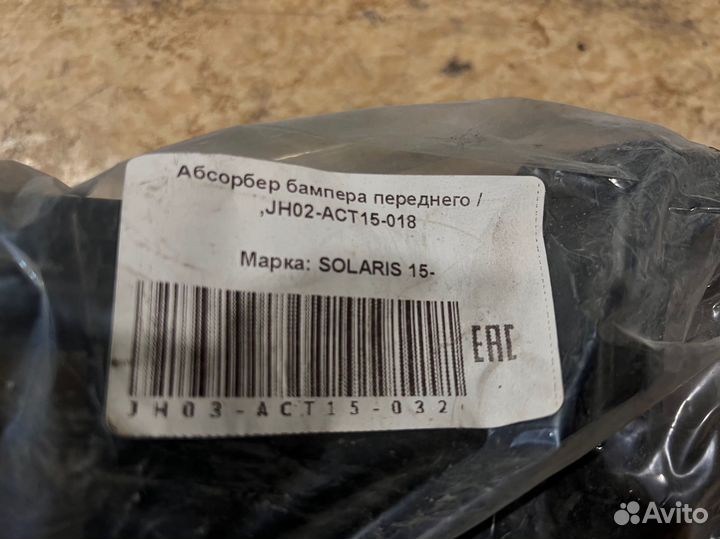 Абсорбер бампера переднего /
,JH02-ACT15-018
Марка: SOLARIS 15-
EAC
JH03-ACT15-032
Avito